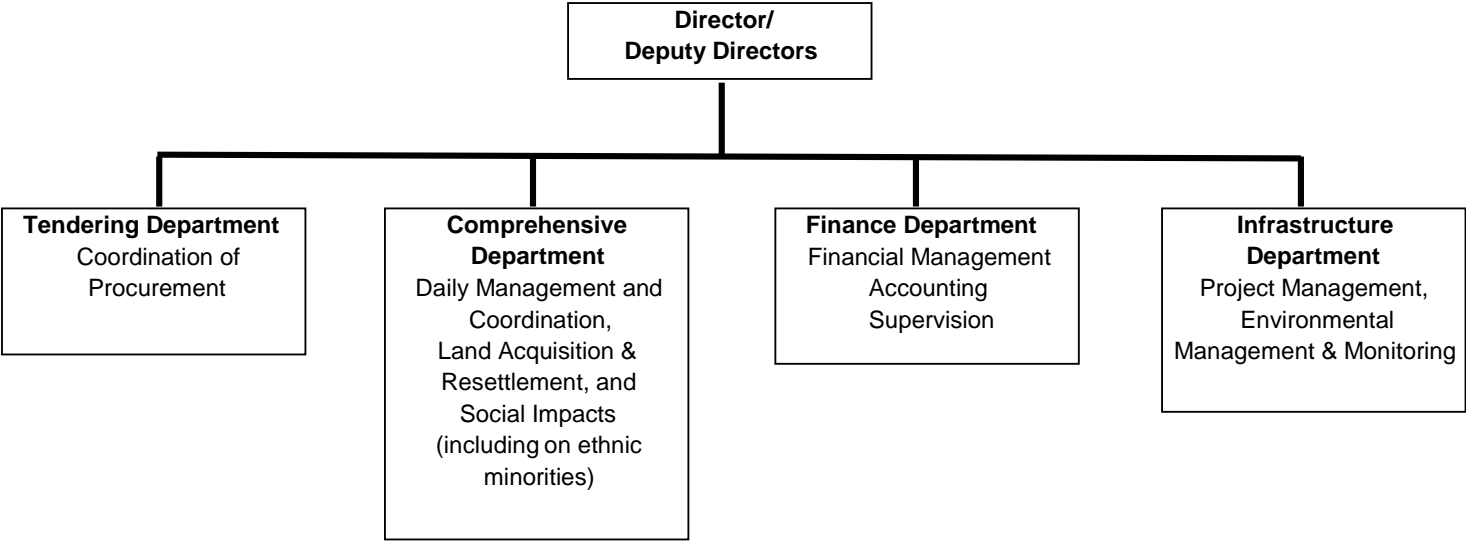 Director/
Deputy Directors
Tendering Department
Coordination of
Procurement
Comprehensive
Department
Daily Management and
Coordination,
Land Acquisition &
Resettlement, and
Social Impacts
(including on ethnic
minorities)
Finance Department
Financial Management
Accounting
Supervision
Infrastructure
Department
Project Management,
Environmental
Management & Monitoring